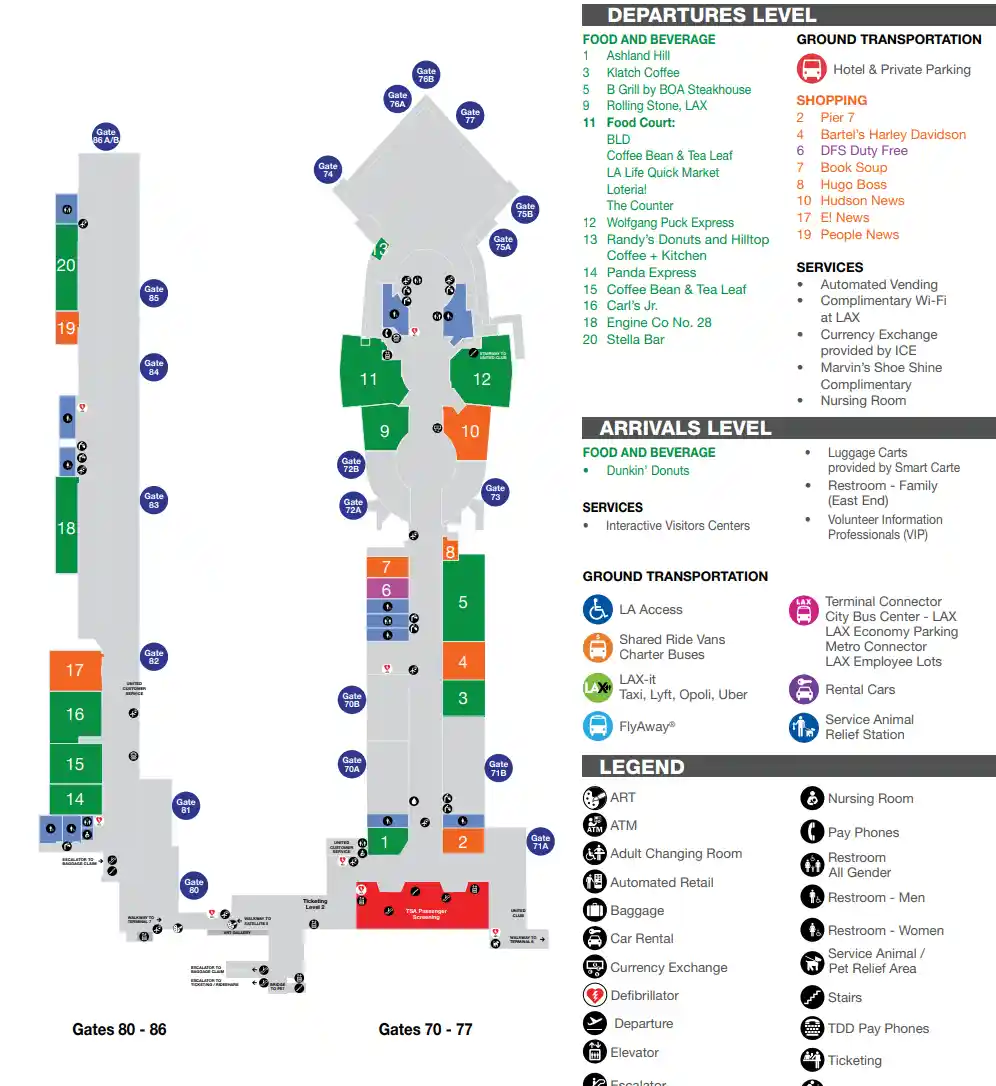 DEPARTURES LEVEL
FOOD AND BEVERAGE
1 Ashland Hill
3 Klatch Coffee
5 B Grill by BOA Steakhouse
9 Rolling Stone, LAX
11 Food Court:
BLD
Coffee Bean & Tea Leaf
LA Life Quick Market
Loteria!
The Counter
12 Wolfgang Puck Express
13 Randy's Donuts and Hilltop
Coffee + Kitchen
14 Panda Express
15 Coffee Bean & Tea Leaf
16 Carl's Jr.
18 Engine Co No. 28
20 Stella Bar
GROUND TRANSPORTATION
Hotel & Private Parking
SHOPPING
2 Pier 7
4 Bartel's Harley Davidson
6 DFS Duty Free
7 Book Soup
8 Hugo Boss
10 Hudson News
17 E! News
19 People News
SERVICES
• Automated Vending
• Complimentary Wi-Fi
at LAX
• Currency Exchange
provided by ICE
• Marvin's Shoe Shine
Complimentary
• Nursing Room
ARRIVALS LEVEL
FOOD AND BEVERAGE
• Dunkin' Donuts
SERVICES
• Interactive Visitors Centers
• Luggage Carts
provided by Smart Carte
• Restroom - Family
(East End)
• Volunteer Information
Professionals (VIP)
GROUND TRANSPORTATION
LA Access
Shared Ride Vans
Charter Buses
LAX-it
Taxi, Lyft, Opoli, Uber
FlyAway®
LAX
Terminal Connector
City Bus Center - LAX
LAX Economy Parking
Metro Connector
LAX Employee Lots
Rental Cars
Service Animal
Relief Station
LEGEND
ART
ATM
ATM
Adult Changing Room
Automated Retail
Baggage
Car Rental
Currency Exchange
Defibrillator
Departure
Elevator
Escalator
Nursing Room
Pay Phones
Restroom
All Gender
Restroom - Men
Restroom - Women
Service Animal /
Pet Relief Area
Stairs
TDD Pay Phones
Ticketing
Gate
86 A/B
20
19
Gate
85
Gate
84
18
Gate
83
Gate
82
17
UNITED
CUSTOMER
SERVICE
16
15
14
Gate
81
ESCALATOR TO
BAGGAGE CLAIM
Gate
80
WALKWAY TO
TERMINAL 7
WALKWAY TO
ART GALLERY
ESCALATOR TO
BAGGAGE CLAIM
ESCALATOR TO
TICKETING / RIDESHARE
BRIDGE
Gates 80 - 86
Gate
76B
Gate
76A
Gate
77
Gate
74
Gate
75B
Gate
75A
13
STAIRWAY TO
UNITED CLUB
11
12
9
10
Gate
72B
Gate
72A
Gate
73
8
7
6
5
4
3
Gate
70B
Gate
70A
Gate
71B
1
2
Gate
71A
UNITED
CUSTOMER
SERVICE
Ticketing
Level 2
TSA Passenger
Screening
UNITED
CLUB
WALKWAY TO
Gates 70 - 77